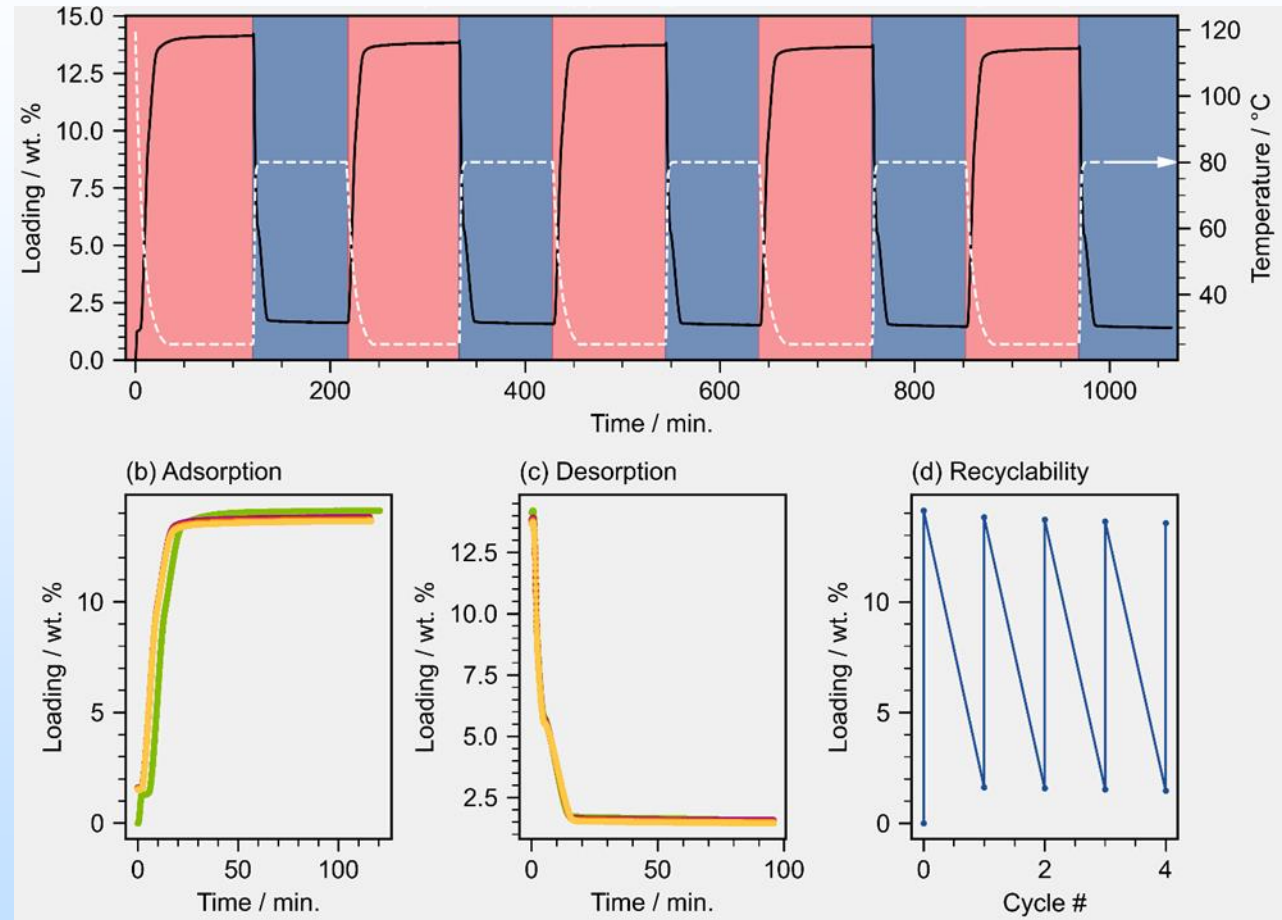 15.0
12.5
10.0
7.5
5.0
2.5
0.0
Loading / wt. %
120
100
80
60
40
Temperature / °C
0 200 400 600 800 1000
Time / min.
(b) Adsorption
10
5
0
Loading / wt. %
0 50 100
Time / min.
(c) Desorption
12.5
10.0
7.5
5.0
2.5
Loading / wt. %
0 50 100
Time / min.
(d) Recyclability
10
5
0
Loading / wt. %
0 2 4
Cycle #